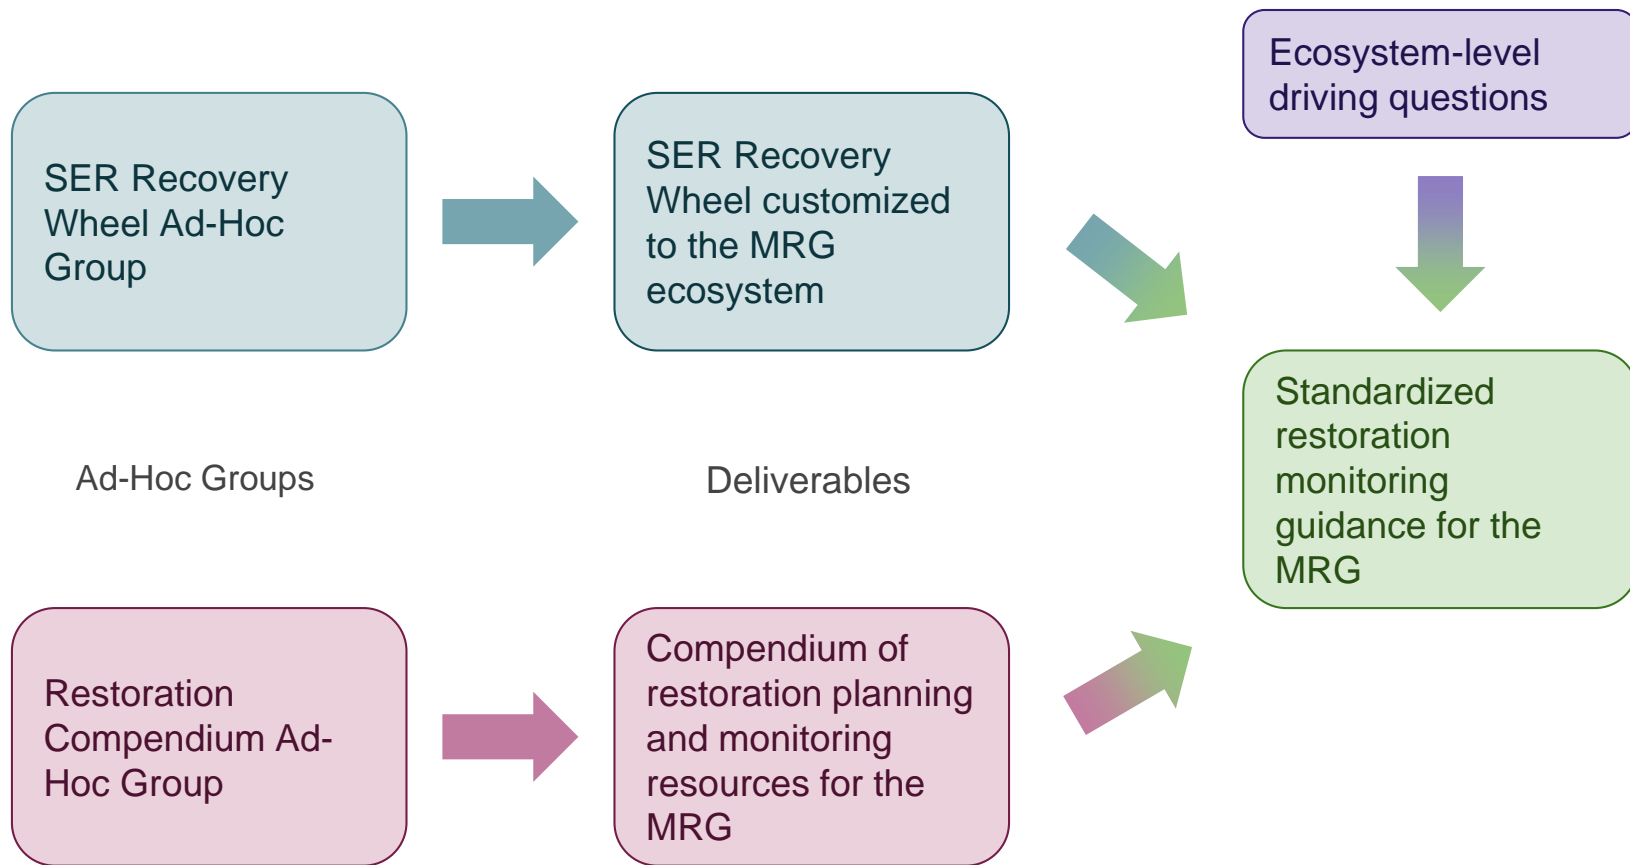 SER Recovery
Wheel Ad-Hoc
Group
SER Recovery
Wheel customized
to the MRG
ecosystem
Ecosystem-level
driving questions
Standardized
restoration
monitoring
guidance for the
MRG
Ad-Hoc Groups
Deliverables
Restoration
Compendium Ad-
Hoc Group
Compendium of
restoration planning
and monitoring
resources for the
MRG